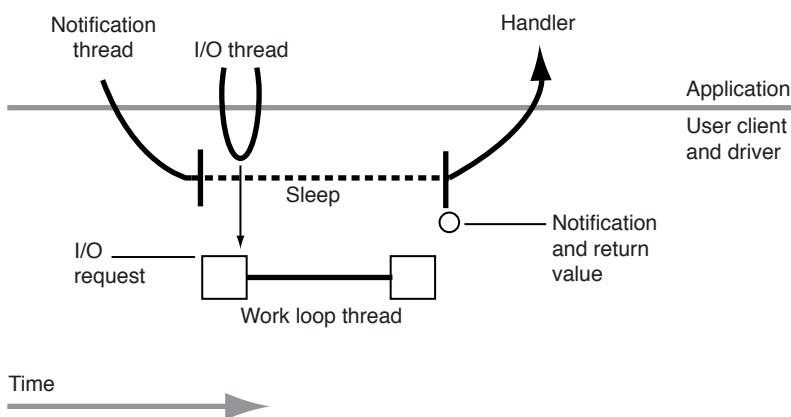 Notification
thread
I/O thread
Handler
Application
User client
and driver
Sleep
Notification
and return
value
I/O
request
Work loop thread
Time